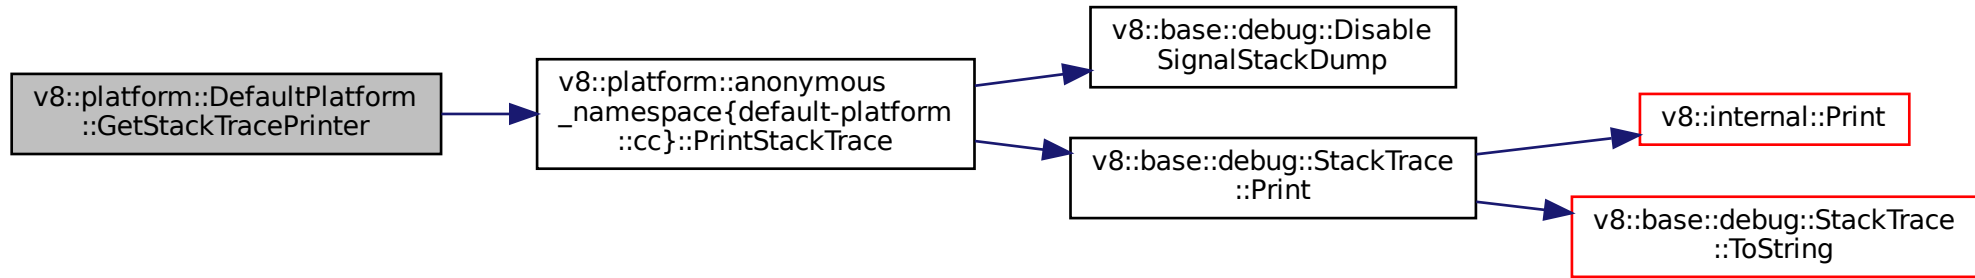 v8::platform::DefaultPlatform
::GetStackTracePrinter
v8::platform::anonymous
_namespace{default-platform
::cc}::PrintStackTrace
v8::base::debug::Disable
SignalStackDump
v8::base::debug::StackTrace
::Print
v8::internal::Print
v8::base::debug::StackTrace
::ToString